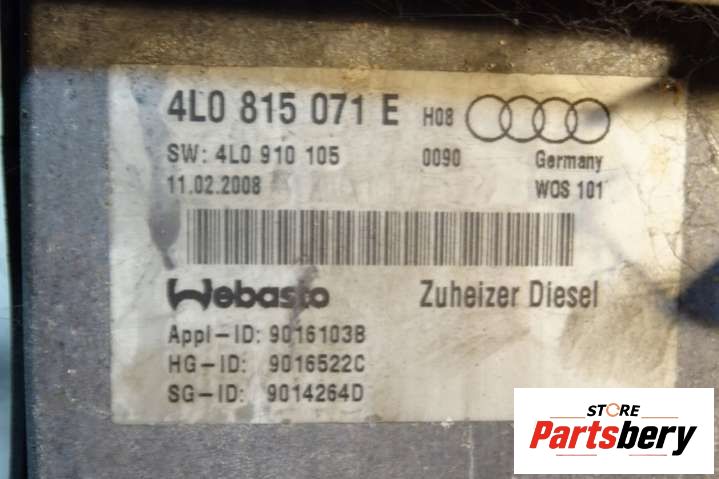 4L0 815 071 E H08
SW: 4L0 910 105 0090 Germany
11.02.2008 WOS 101
Webasto Zuheizer Diesel
Appl-ID: 9016103B
HG-ID: 9016522C
SG-ID: 9014264D
STORE
Partsbery